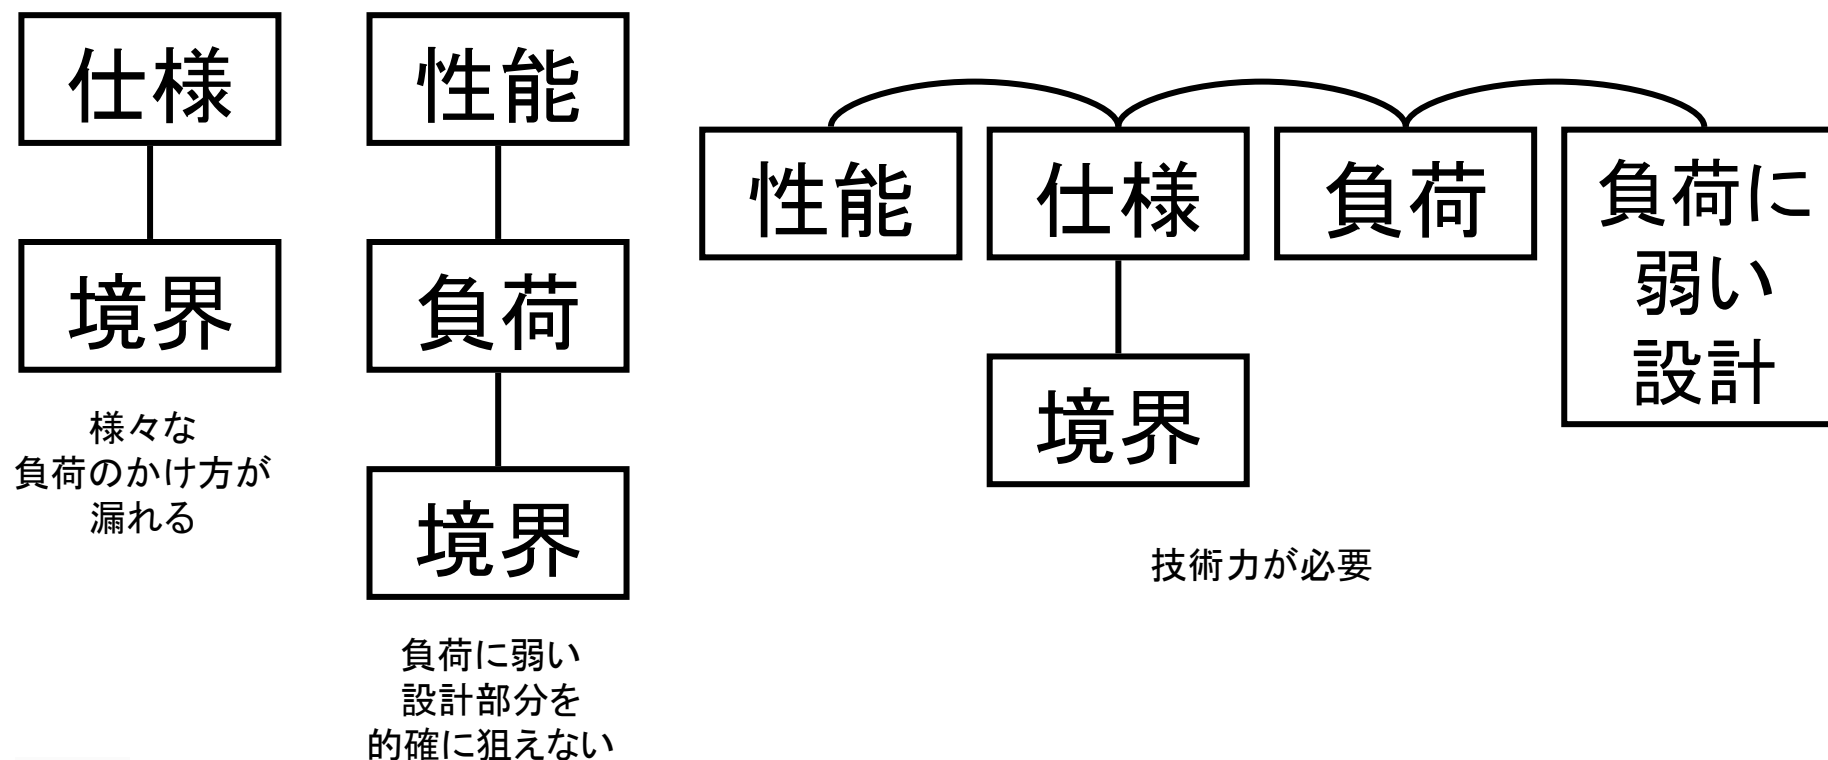 仕様
境界
様々な
負荷のかけ方が
漏れる
性能
負荷
境界
負荷に弱い
設計部分を
的確に狙えない
性能
仕様
境界
負荷
負荷に
弱い
設計
技術力が必要